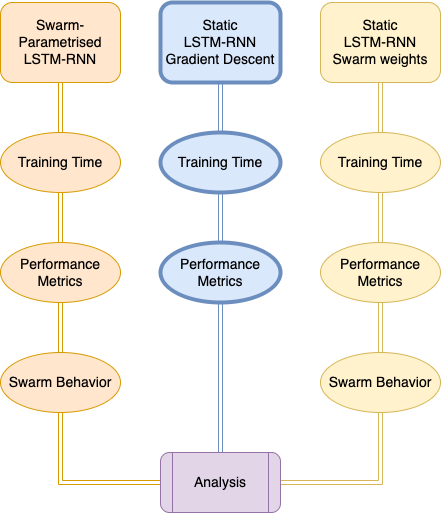 Swarm-
Parametrised
LSTM-RNN
Static
LSTM-RNN
Gradient Descent
Static
LSTM-RNN
Swarm weights
Training Time
Training Time
Training Time
Performance
Metrics
Performance
Metrics
Performance
Metrics
Swarm Behavior
Swarm Behavior
Analysis